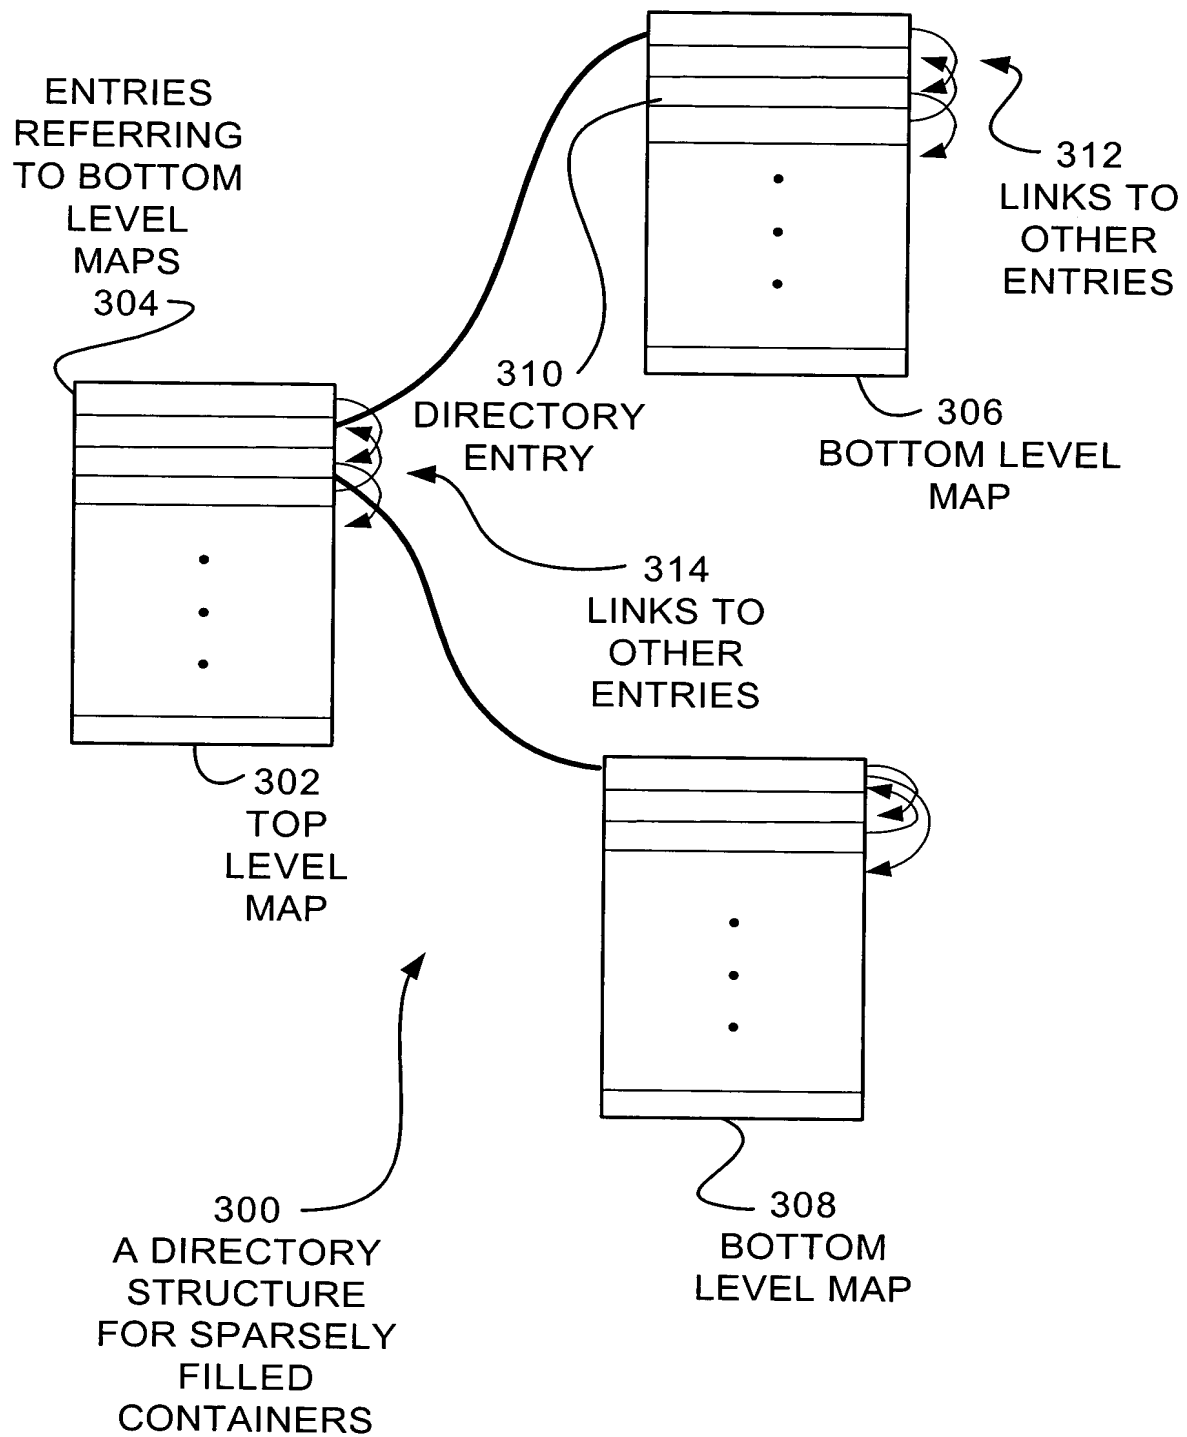 ENTRIES
REFERRING
TO BOTTOM
LEVEL
MAPS
304
312
LINKS TO
OTHER
ENTRIES
310
DIRECTORY
ENTRY
306
BOTTOM LEVEL
MAP
314
LINKS TO
OTHER
ENTRIES
302
TOP
LEVEL
MAP
300
A DIRECTORY
STRUCTURE
FOR SPARSELY
FILLED
CONTAINERS
308
BOTTOM
LEVEL MAP